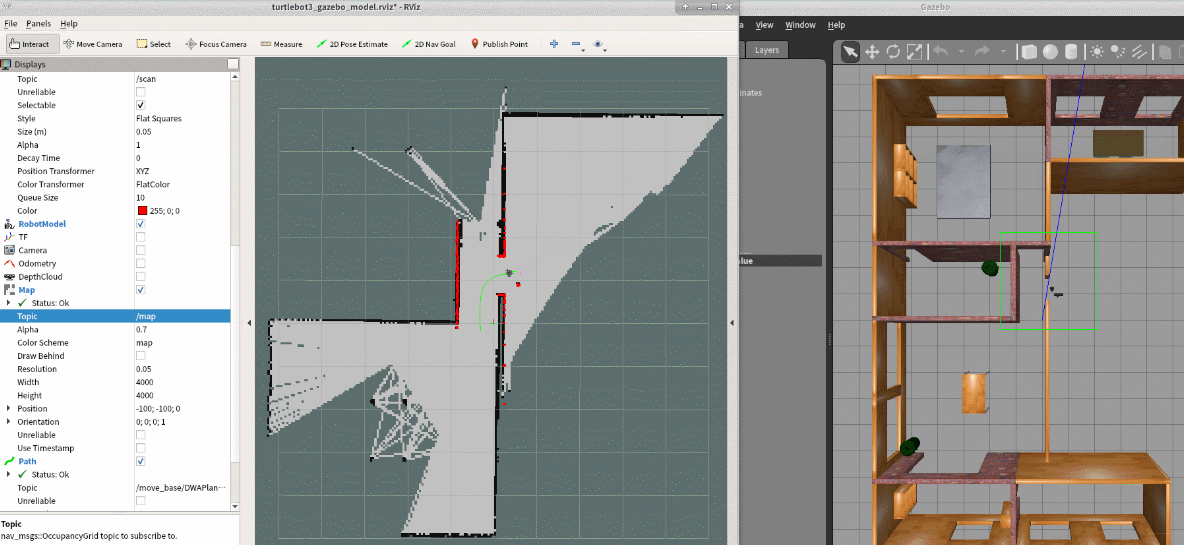 turtlebot3_gazebo_model.rviz* - RViz
Gazebo
File Panels Help
View Window Help
Interact Move Camera Select Focus Camera Measure 2D Pose Estimate 2D Nav Goal Publish Point
Layers
Displays
Topic /scan
Unreliable
Selectable
Style Flat Squares
Size (m) 0.05
Alpha 1
Decay Time 0
Position Transformer XYZ
Color Transformer FlatColor
Queue Size 10
Color 255; 0; 0
RobotModel
TF
Camera
Odometry
DepthCloud
Map
Status: Ok
Topic /map
Alpha 0.7
Color Scheme map
Draw Behind
Resolution 0.05
Width 4000
Height 4000
Position -100; -100; 0
Orientation 0; 0; 0; 1
Unreliable
Use Timestamp
Path
Status: Ok
Topic /move_base/DWAPlan…
Unreliable
Topic
nav_msgs::OccupancyGrid topic to subscribe to.